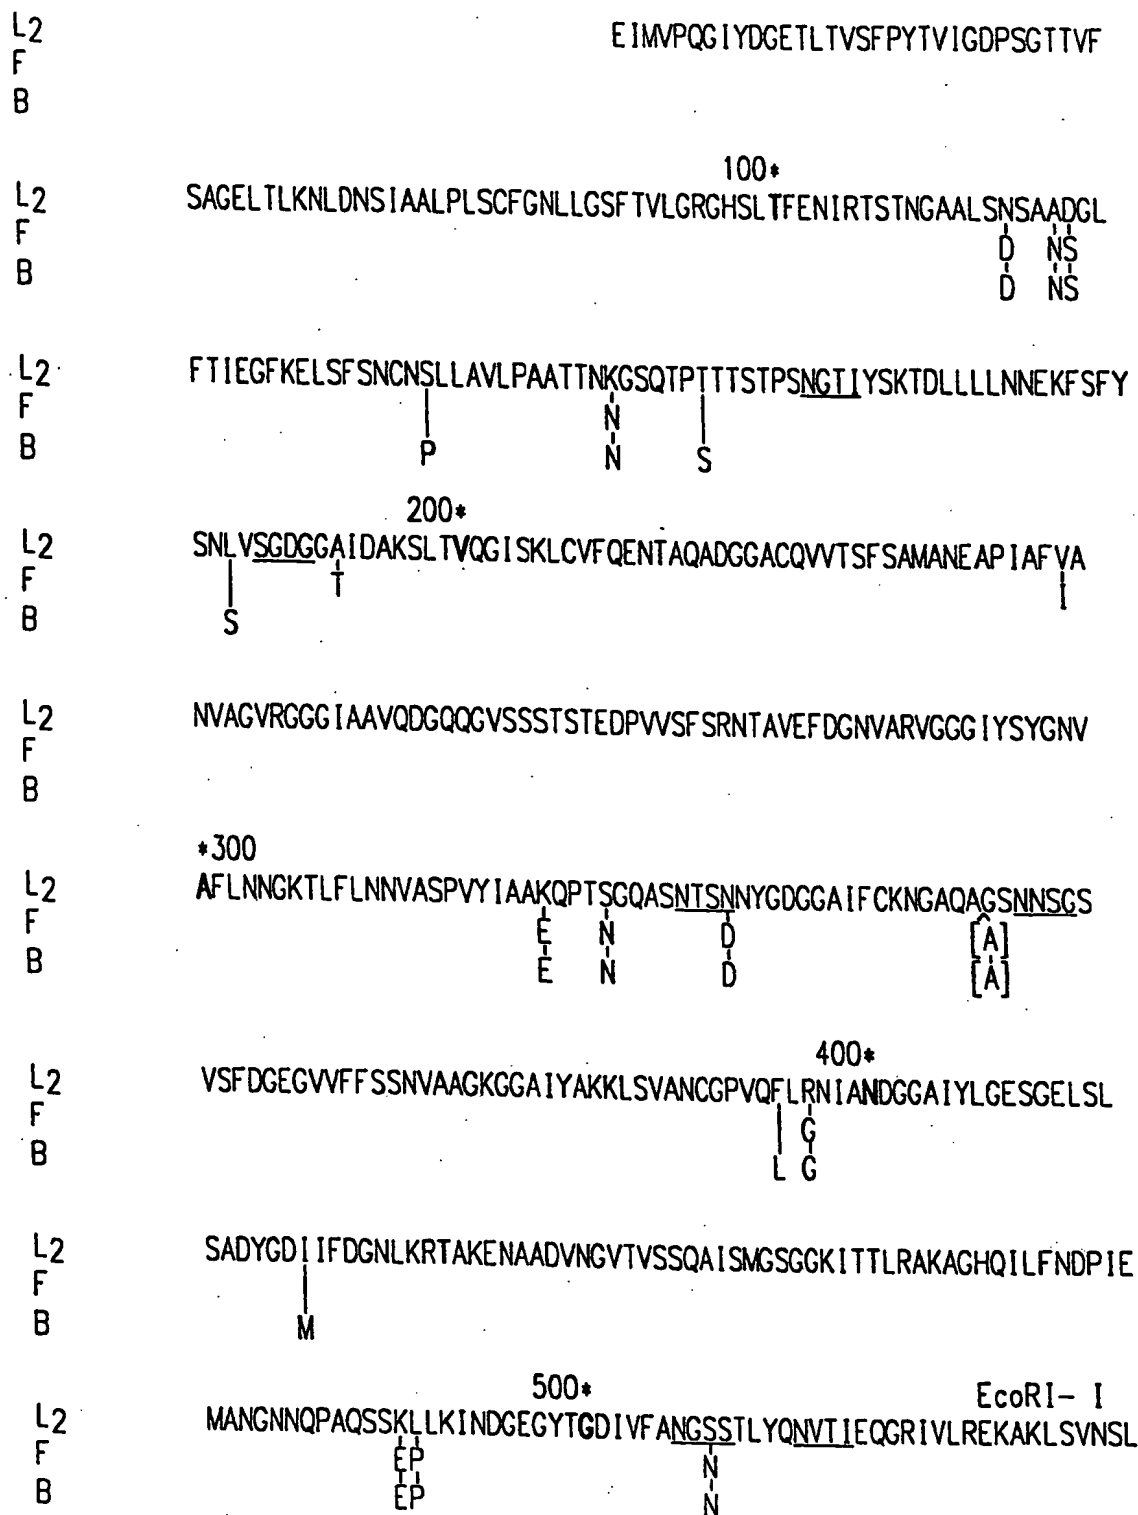 L2 EIMVPQGIYDGETLTVSFPYTVIGDPSGTTVF
F
B
100*
L2 SAGELTLKNLDNSIAALPLSCFGNLLGSFTVLGRGHSLTFENIRTSTNGAALSNSAADGL
F D NS
B D NS
L2 FTIEGFKELSFSNCNSLLAVLPAATTNKGSQTPTTTSTPSNGTIYSKTDLLLLNNEKFSFY
F N
B P N S
200*
L2 SNLVSGDGGAIDAKSLTVQGISKLCVFQENTAQADGGACQVVTSFSAMANEAPIAFVA
F T I
B S
L2 NVAGVRGGGIAAVQDGQQGVSSSTSTEDPVVSFSRNTAVEFDGNVARVGGGIYSYGNV
F
B
*300
L2 AFLNNGKTLFLNNVASPVYIAAKQPTSGQASNTSNNYGDGGAIFCKNGAQAGSNNSGS
F E N D [A]
B E N D [A]
400*
L2 VSFDGEGVVFFSSNVAAGKGGAIYAKKLSVANCGPVQFLRNIANDGGAIYLGESGELSL
F G
B L G
L2 SADYGDIIFDGNLKRTAKENAADVNGVTVSSQAISMGSGGKITTLRAKAGHQILFNDPIE
F
B M
500* EcoRI- I
L2 MANGNNQPAQSSKLLKINDGEGYTGDIVFANGSSTLYQNVTIEQGRIVLREKAKLSVNSL
F EP N
B EP N